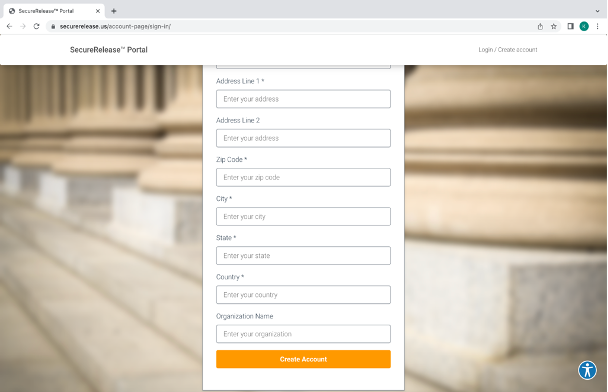 SecureRelease™ Portal
securerelease.us/account-page/sign-in/
K
SecureRelease™ Portal
Login / Create account
Address Line 1 *
Enter your address
Address Line 2
Enter your address
Zip Code *
Enter your zip code
City *
Enter your city
State *
Enter your state
Country *
Enter your country
Organization Name
Enter your organization
Create Account